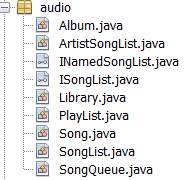 audio
Album.java
ArtistSongList.java
INamedSongList.java
ISongList.java
Library.java
PlayList.java
Song.java
SongList.java
SongQueue.java